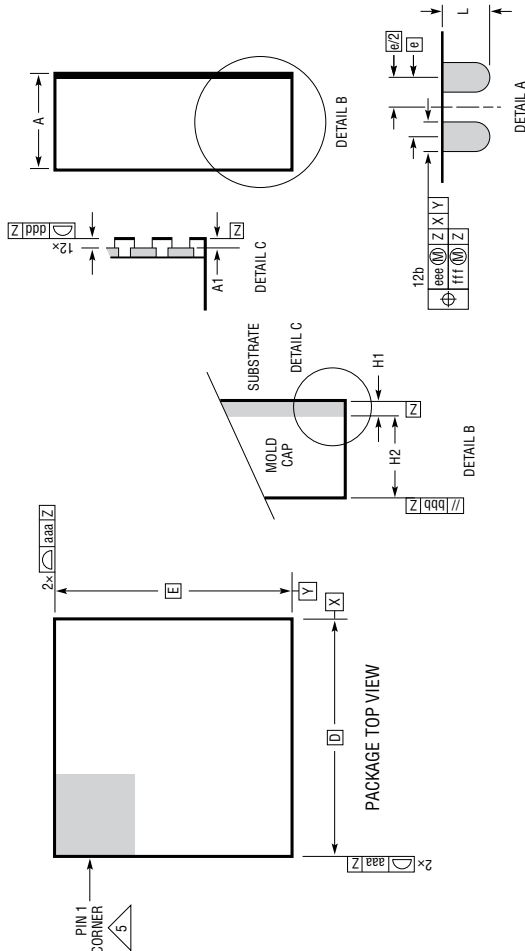 A
DETAIL B
ddd Z
12×
A1
Z
DETAIL C
e/2
e
L
DETAIL A
12b
eee Ⓜ Z X Y
fff Ⓜ Z
SUBSTRATE
DETAIL C
MOLD
CAP
H1
H2
Z
// bbb Z
DETAIL B
PIN 1
CORNER
5
2× aaa Z
E
Y
X
D
2×
aaa Z
PACKAGE TOP VIEW